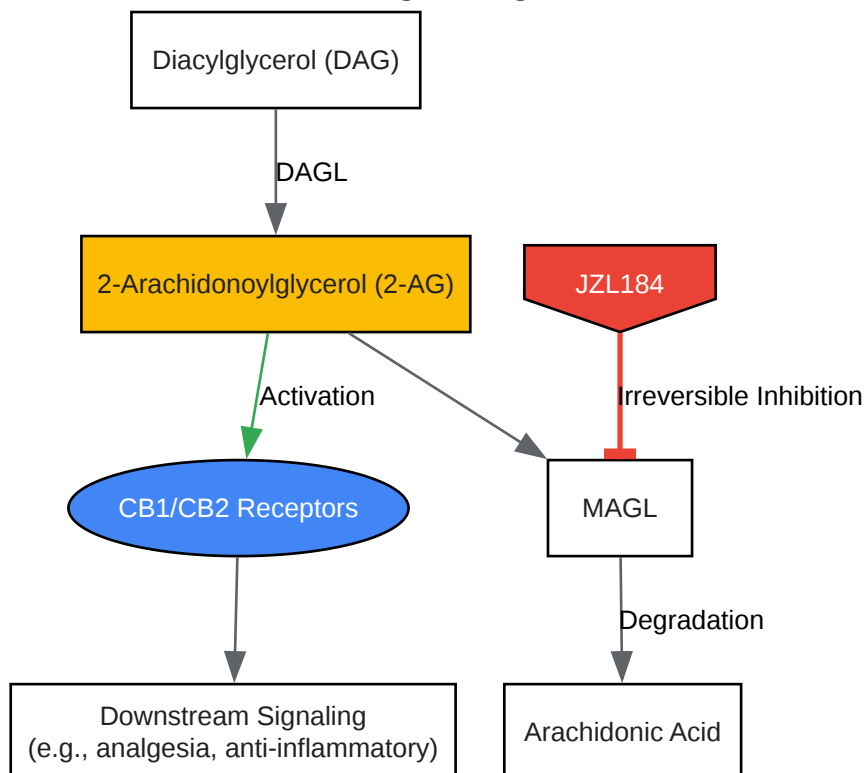 Diacylglycerol (DAG)
DAGL
2-Arachidonoylglycerol (2-AG)
JZL184
Activation
Irreversible Inhibition
CB1/CB2 Receptors
MAGL
Degradation
Downstream Signaling
(e.g., analgesia, anti-inflammatory)
Arachidonic Acid